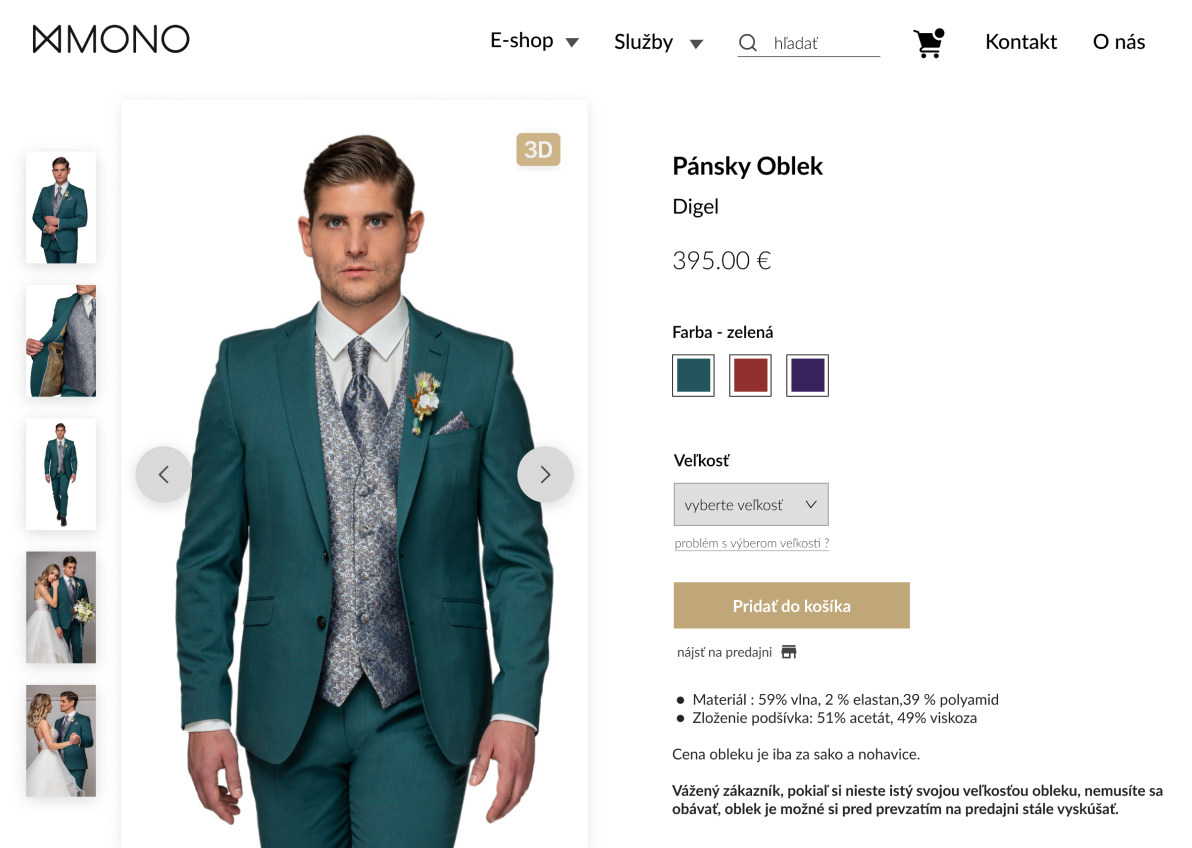 MONO
E-shop
Služby
hľadať
Kontakt
O nás
3D
Pánsky Oblek
Digel
395.00 €
Farba - zelená
Veľkosť
vyberte veľkosť
problém s výberom veľkosti ?
Pridať do košíka
nájsť na predajni
● Materiál : 59% vlna, 2 % elastan,39 % polyamid
● Zloženie podšívka: 51% acetát, 49% viskoza
Cena obleku je iba za sako a nohavice.
Vážený zákazník, pokiaľ si nieste istý svojou veľkosťou obleku, nemusíte sa
obávať, oblek je možné si pred prevzatím na predajni stále vyskúšať.